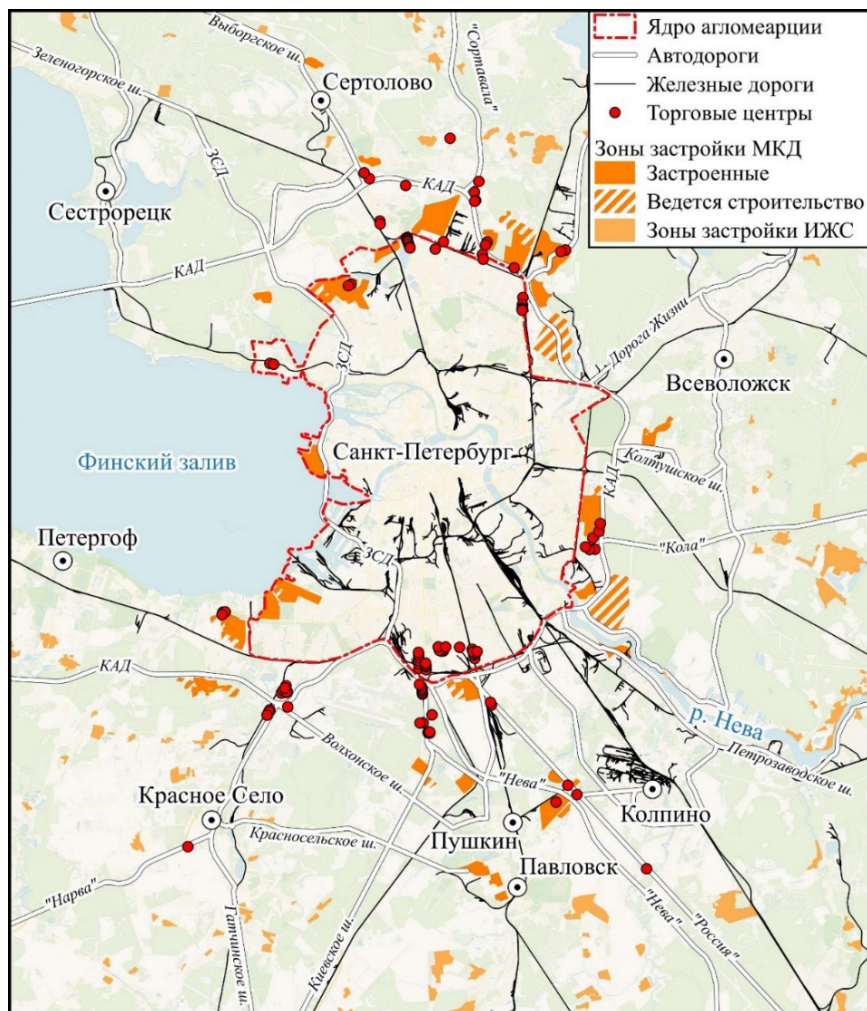 Ядро агломеарции
Автодороги
Железные дороги
Торговые центры
Зоны застройки МКД
Застроенные
Ведется строительство
Зоны застройки ИЖС
Выборгское ш.
"Сортавала"
Зеленогорское ш.
Сертолово
ЗСД
КАД
Сестрорецк
КАД
Дорога Жизни
ЗСД
Всеволожск
Санкт-Петербург
Финский залив
КАД
Колтушское ш.
Петергоф
ЗСД
"Кола"
КАД
р. Нева
Волхонское ш.
Петрозаводское ш.
"Нева"
Красное Село
Колпино
Красносельское ш.
Пушкин
Павловск
"Нарва"
Гатчинское ш.
Киевское ш.
"Нева"
"Россия"